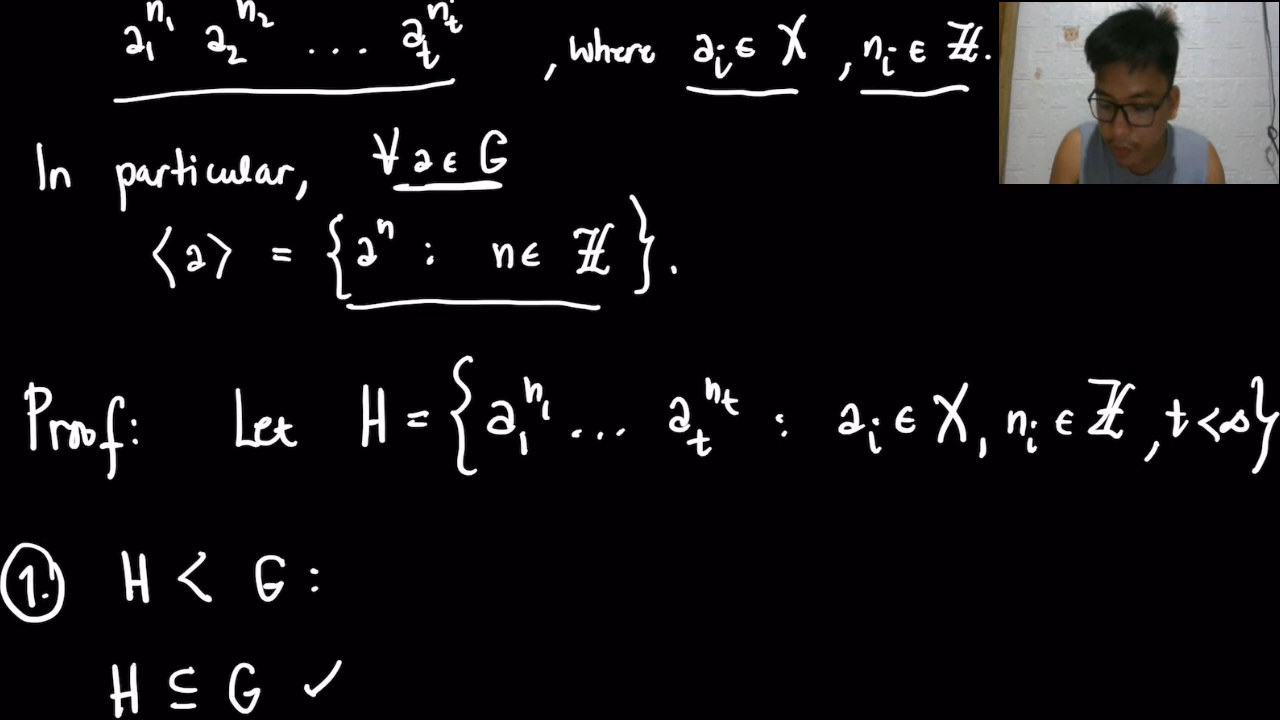 a₁^{n₁} a₂^{n₂} ... a_t^{n_t}, where aᵢ ∈ X, nᵢ ∈ ℤ.
In particular, ∀ a ∈ G
⟨a⟩ = {aⁿ : n ∈ ℤ}.
Proof: Let H = {a₁^{n₁} ... a_t^{n_t} : aᵢ ∈ X, nᵢ ∈ ℤ, t < ∞}
1. H < G :
H ⊆ G ✓